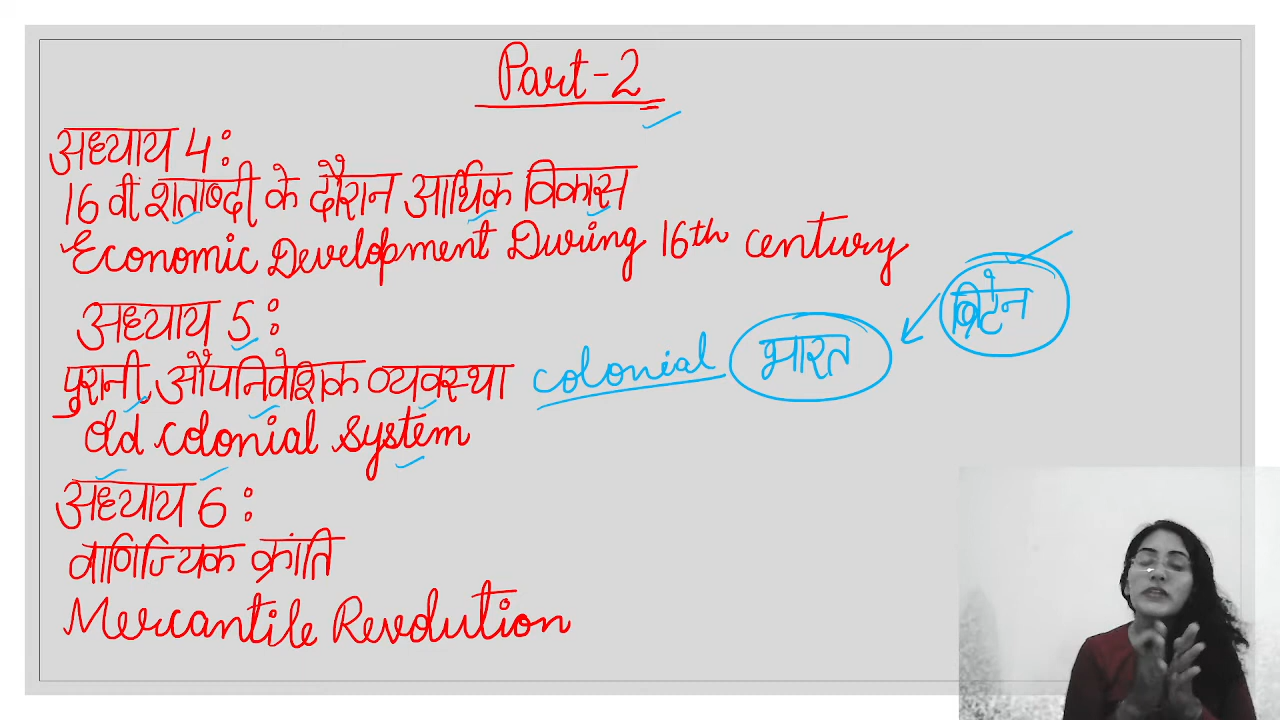 Part-2
अध्याय 4:
16 वी शताब्दी के दौरान आर्थिक विकास
Economic Development During 16th century
अध्याय 5:
पुरानी औपनिवेशिक व्यवस्था colonial भारत ब्रिटेन
Old colonial system
अध्याय 6:
वाणिज्यिक क्रांति
Mercantile Revolution